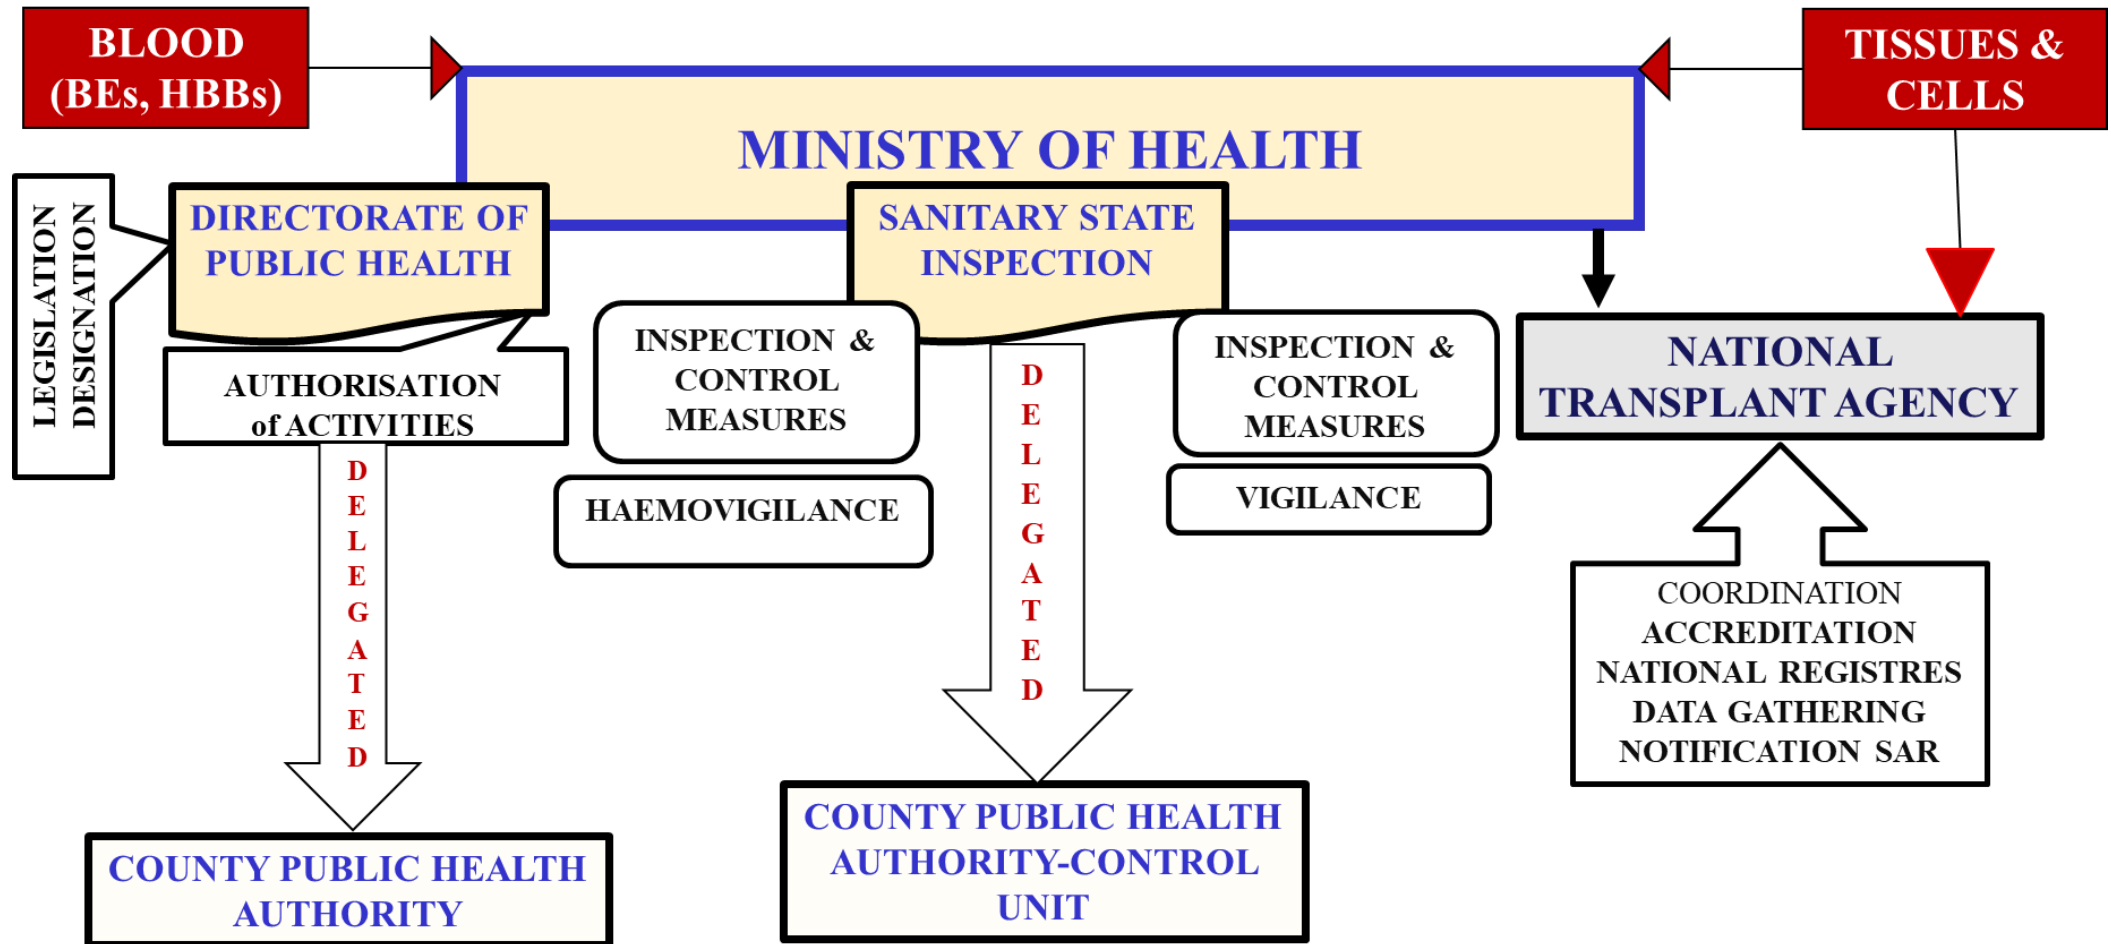 BLOOD
(BEs, HBBs)
TISSUES &
CELLS
MINISTRY OF HEALTH
LEGISLATION
DESIGNATION
DIRECTORATE OF
PUBLIC HEALTH
SANITARY STATE
INSPECTION
AUTHORISATION
of ACTIVITIES
INSPECTION &
CONTROL
MEASURES
HAEMOVIGILANCE
INSPECTION &
CONTROL
MEASURES
VIGILANCE
NATIONAL
TRANSPLANT AGENCY
DELEGATED
DELEGATED
COORDINATION
ACCREDITATION
NATIONAL REGISTRES
DATA GATHERING
NOTIFICATION SAR
COUNTY PUBLIC HEALTH
AUTHORITY
COUNTY PUBLIC HEALTH
AUTHORITY-CONTROL
UNIT